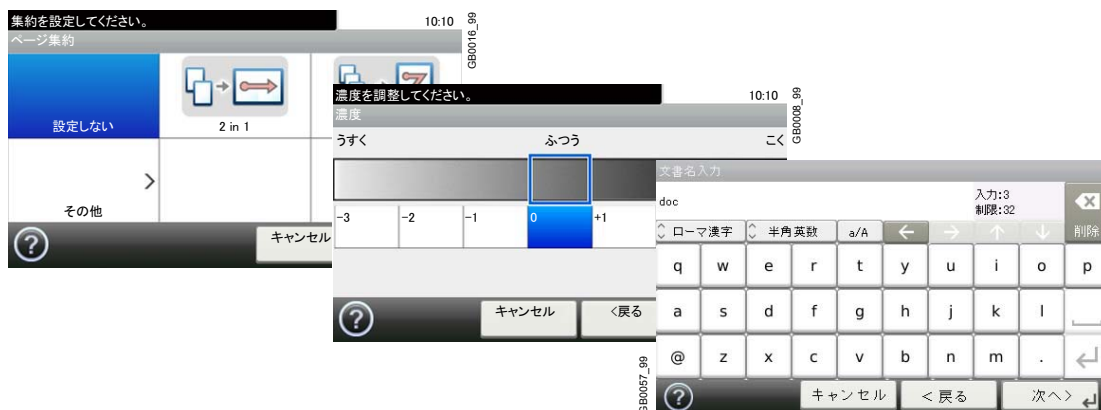 集約を設定してください。 10:10
ページ集約
設定しない
2 in 1
その他
キャンセル
GB0016_99
濃度を調整してください。 10:10
濃度
うすく ふつう こく
-3 -2 -1 0 +1
キャンセル <戻る
GB0008_99
文書名入力
doc
入力:3
制限:32
ローマ漢字 半角英数 a/A ← → ↑ ↓ 削除
q w e r t y u i o p
a s d f g h j k l
@ z x c v b n m .
キャンセル <戻る 次へ>
GB0057_99